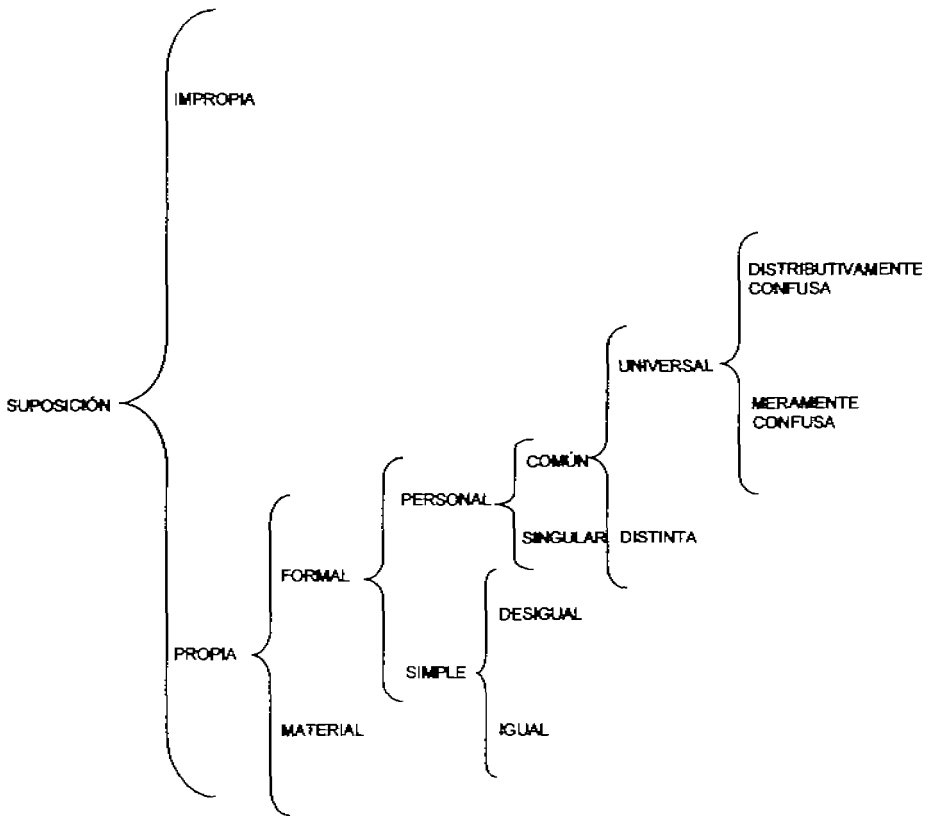 IMPROPIA
DISTRIBUTIVAMENTE
CONFUSA
UNIVERSAL
SUPOSICIÓN
MERAMENTE
CONFUSA
COMÚN
PERSONAL
SINGULAR
DISTINTA
FORMAL
DESIGUAL
PROPIA
SIMPLE
MATERIAL
IGUAL